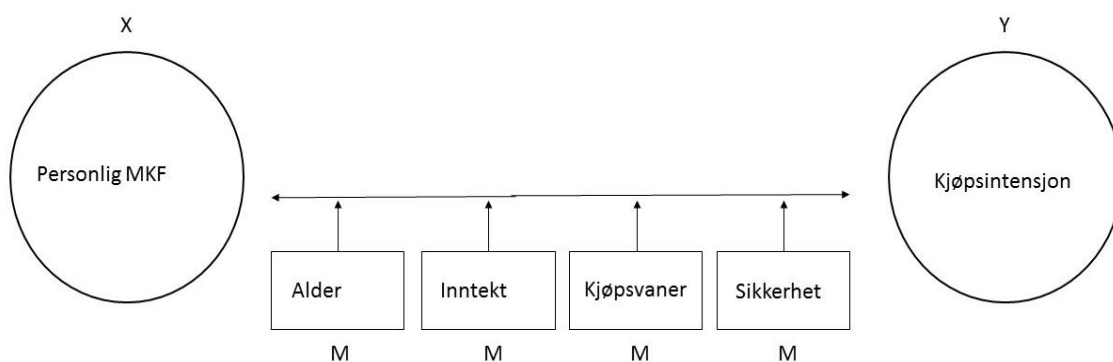 X
Y
Personlig MKF
Kjøpsintensjon
Alder
Inntekt
Kjøpsvaner
Sikkerhet
M
M
M
M